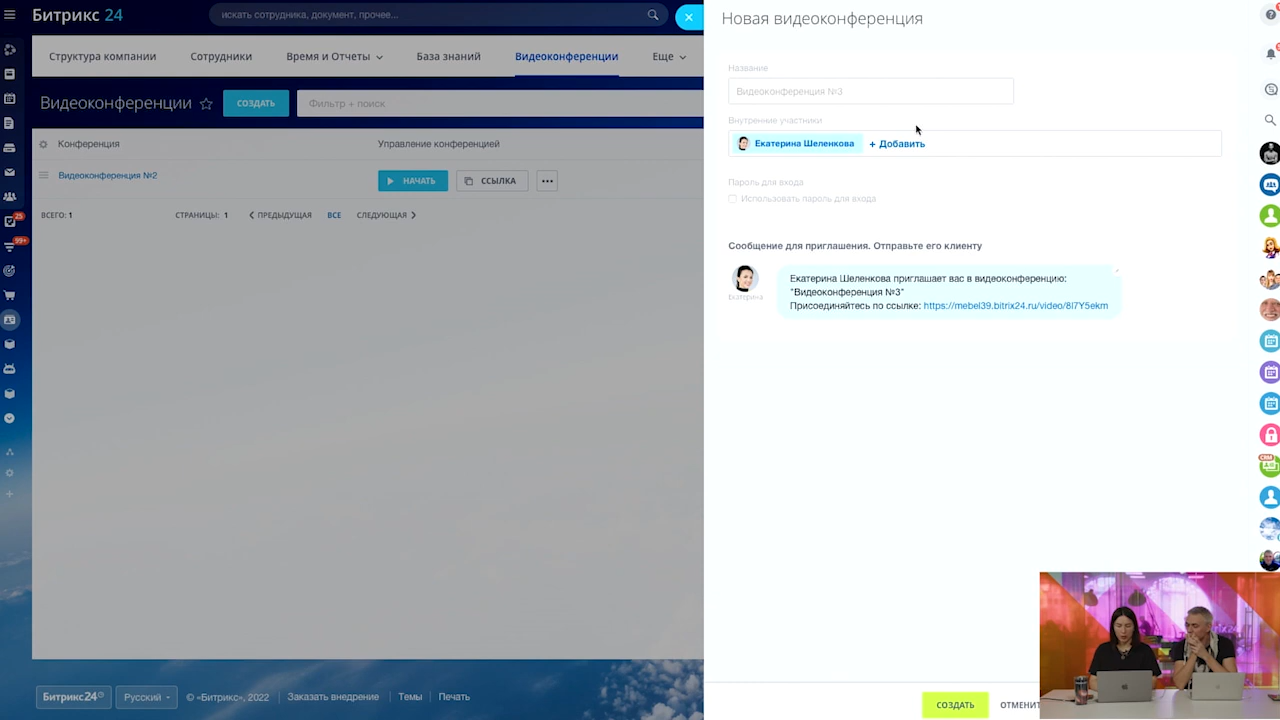 Битрикс 24
искать сотрудника, документ, прочее...
Структура компании
Сотрудники
Время и Отчеты
База знаний
Видеоконференции
Еще
Видеоконференции
СОЗДАТЬ
Фильтр + поиск
Конференция
Управление конференцией
Видеоконференция №2
НАЧАТЬ
ССЫЛКА
ВСЕГО: 1
СТРАНИЦЫ: 1
ПРЕДЫДУЩАЯ
ВСЕ
СЛЕДУЮЩАЯ
25
99+
Битрикс24
Русский
© «Битрикс», 2022
Заказать внедрение
Темы
Печать
Новая видеоконференция
Название
Видеоконференция №3
Внутренние участники
Екатерина Шеленкова
+ Добавить
Пароль для входа
Использовать пароль для входа
Сообщение для приглашения. Отправьте его клиенту
Екатерина
Екатерина Шеленкова приглашает вас в видеоконференцию:
"Видеоконференция №3"
Присоединяйтесь по ссылке: https://mebel39.bitrix24.ru/video/8l7Y5ekm
СОЗДАТЬ
ОТМЕНИТ
CRM